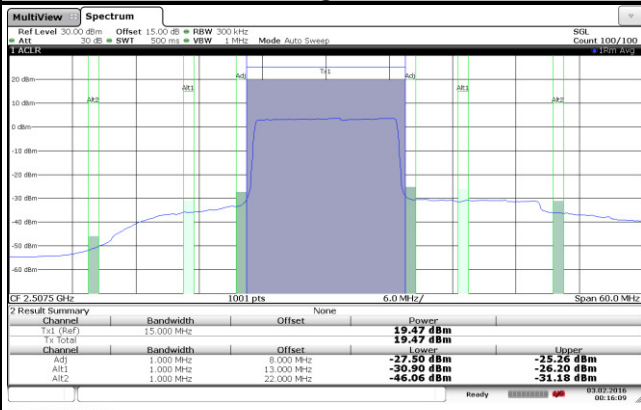 MultiView Spectrum
Ref Level 30.00 dBm Offset 15.00 dB RBW 300 kHz SGL
Att 30 dB SWT 500 ms VBW 1 MHz Mode Auto Sweep Count 100/100
1 ACLR 1Rm Avg
Tx1
Adj Adj
20 dBm
Alt1 Alt1
Alt2 Alt2
0 dBm
-10 dBm
-20 dBm
-30 dBm
-40 dBm
-50 dBm
-60 dBm
CF 2.5075 GHz 1001 pts 6.0 MHz/ Span 60.0 MHz
2 Result Summary None
Channel Bandwidth Offset Power
Tx1 (Ref) 15.000 MHz 19.47 dBm
Tx Total 19.47 dBm
Channel Bandwidth Offset Lower Upper
Adj 1.000 MHz 8.000 MHz -27.50 dBm -25.26 dBm
Alt1 1.000 MHz 13.000 MHz -30.90 dBm -26.20 dBm
Alt2 1.000 MHz 22.000 MHz -46.06 dBm -31.18 dBm
Ready 03.02.2016
00:16:09